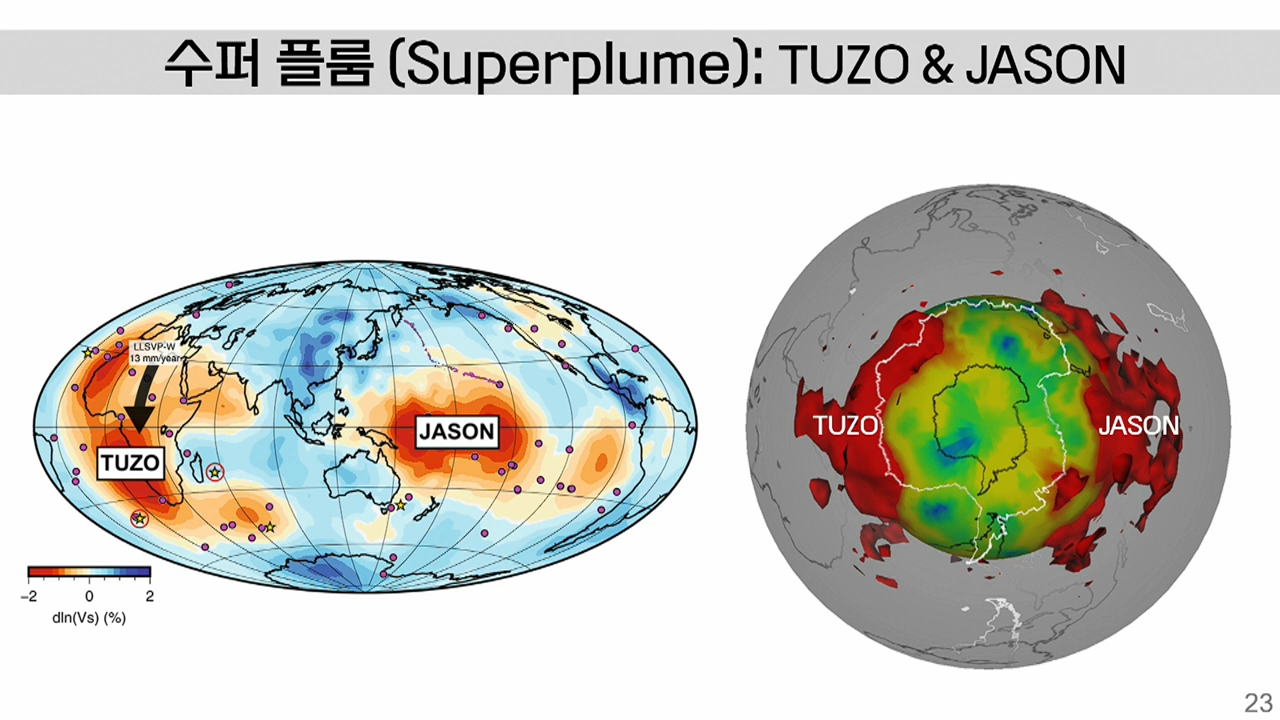 수퍼 플룸 (Superplume): TUZO & JASON
LLSVP-W
13 mm/year
TUZO
JASON
−2 0 2
dln(Vs) (%)
TUZO
JASON
23